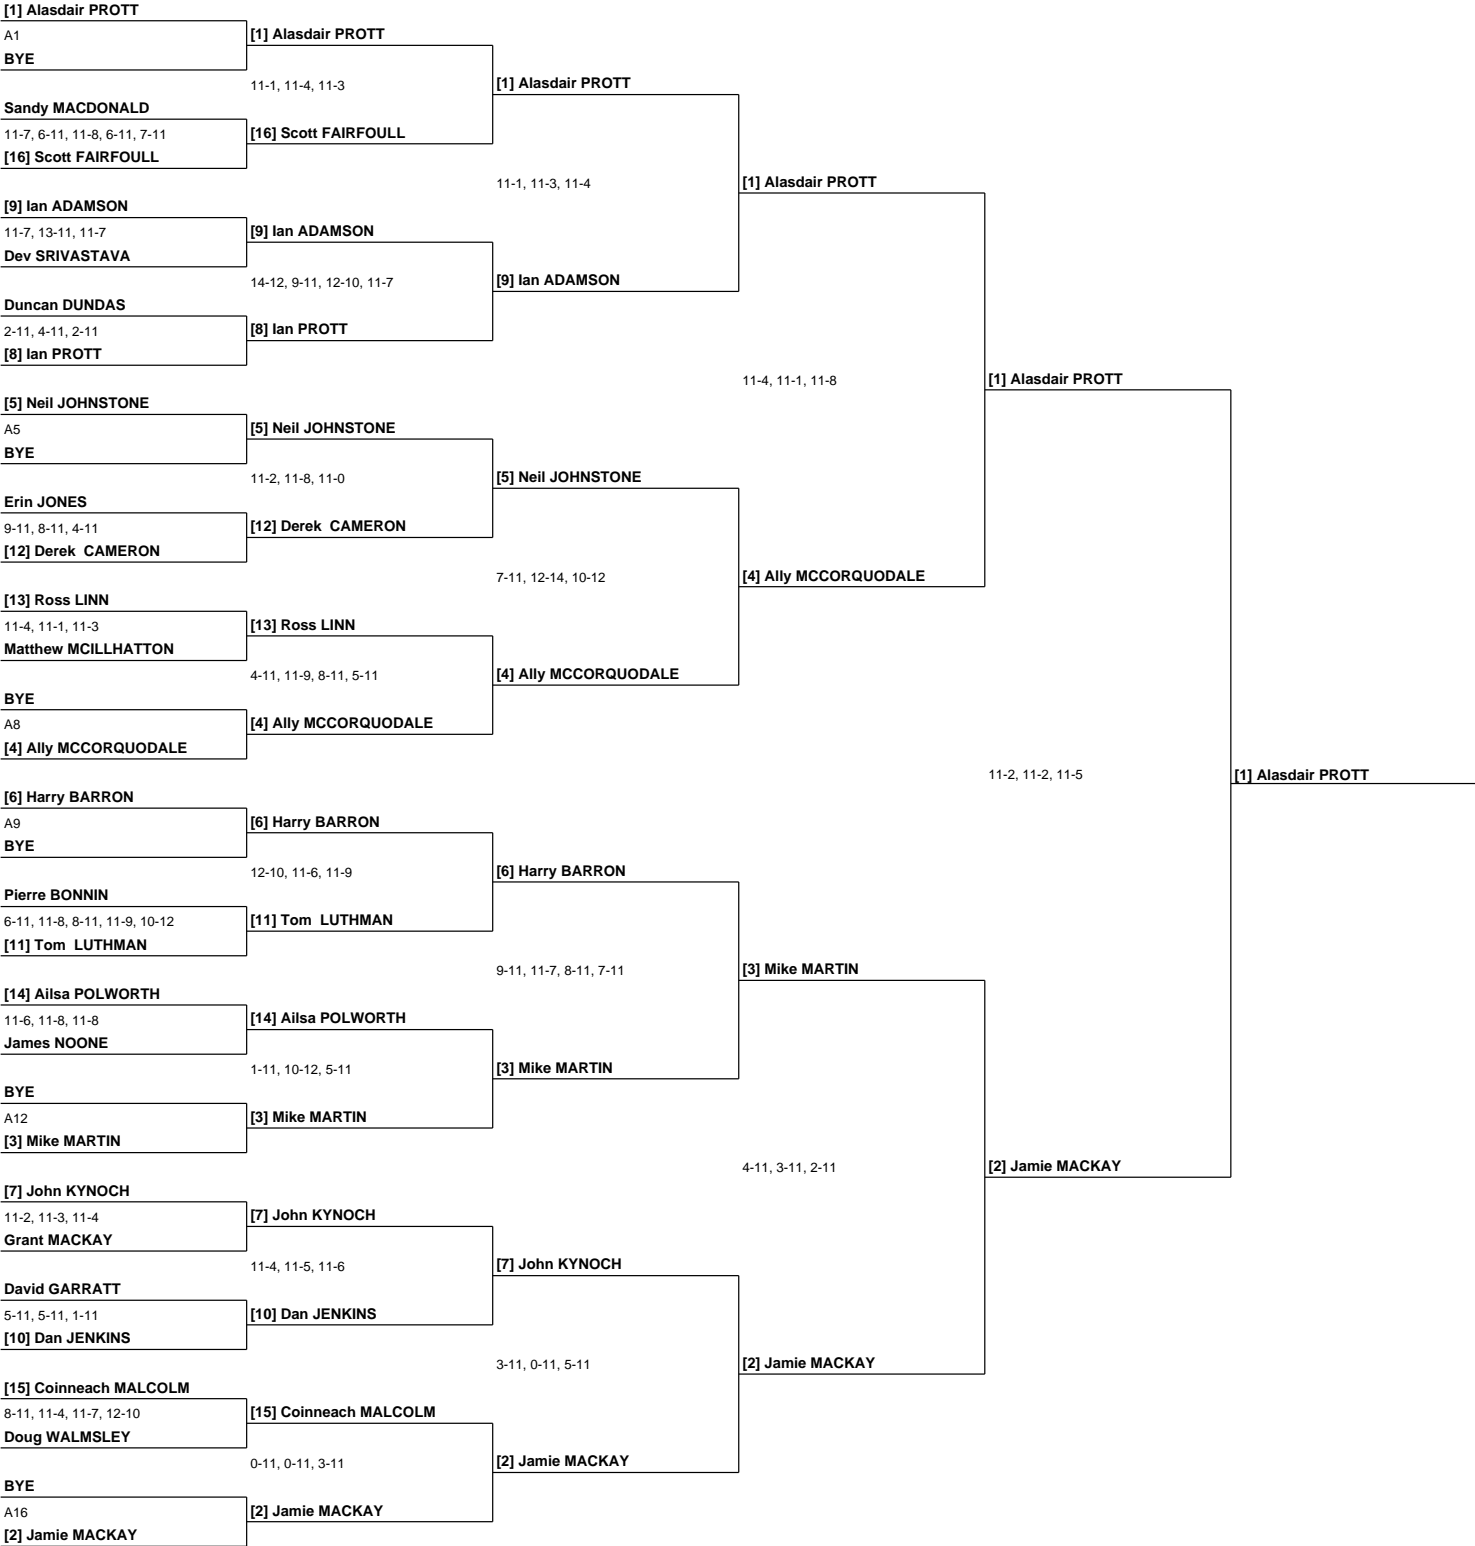 [1] Alasdair PROTT
A1
BYE
Sandy MACDONALD
11-7, 6-11, 11-8, 6-11, 7-11
[16] Scott FAIRFOULL
[9] Ian ADAMSON
11-7, 13-11, 11-7
Dev SRIVASTAVA
Duncan DUNDAS
2-11, 4-11, 2-11
[8] Ian PROTT
[5] Neil JOHNSTONE
A5
BYE
Erin JONES
9-11, 8-11, 4-11
[12] Derek  CAMERON
[13] Ross LINN
11-4, 11-1, 11-3
Matthew MCILLHATTON
BYE
A8
[4] Ally MCCORQUODALE
[6] Harry BARRON
A9
BYE
Pierre BONNIN
6-11, 11-8, 8-11, 11-9, 10-12
[11] Tom  LUTHMAN
[14] Ailsa POLWORTH
11-6, 11-8, 11-8
James NOONE
BYE
A12
[3] Mike MARTIN
[7] John KYNOCH
11-2, 11-3, 11-4
Grant MACKAY
David GARRATT
5-11, 5-11, 1-11
[10] Dan JENKINS
[15] Coinneach MALCOLM
8-11, 11-4, 11-7, 12-10
Doug WALMSLEY
BYE
A16
[2] Jamie MACKAY
[1] Alasdair PROTT
11-1, 11-4, 11-3
[16] Scott FAIRFOULL
[9] Ian ADAMSON
14-12, 9-11, 12-10, 11-7
[8] Ian PROTT
[5] Neil JOHNSTONE
11-2, 11-8, 11-0
[12] Derek  CAMERON
[13] Ross LINN
4-11, 11-9, 8-11, 5-11
[4] Ally MCCORQUODALE
[6] Harry BARRON
12-10, 11-6, 11-9
[11] Tom  LUTHMAN
[14] Ailsa POLWORTH
1-11, 10-12, 5-11
[3] Mike MARTIN
[7] John KYNOCH
11-4, 11-5, 11-6
[10] Dan JENKINS
[15] Coinneach MALCOLM
0-11, 0-11, 3-11
[2] Jamie MACKAY
[1] Alasdair PROTT
11-1, 11-3, 11-4
[9] Ian ADAMSON
[5] Neil JOHNSTONE
7-11, 12-14, 10-12
[4] Ally MCCORQUODALE
[6] Harry BARRON
9-11, 11-7, 8-11, 7-11
[3] Mike MARTIN
[7] John KYNOCH
3-11, 0-11, 5-11
[2] Jamie MACKAY
[1] Alasdair PROTT
11-4, 11-1, 11-8
[4] Ally MCCORQUODALE
[3] Mike MARTIN
4-11, 3-11, 2-11
[2] Jamie MACKAY
[1] Alasdair PROTT
11-2, 11-2, 11-5
[2] Jamie MACKAY
[1] Alasdair PROTT